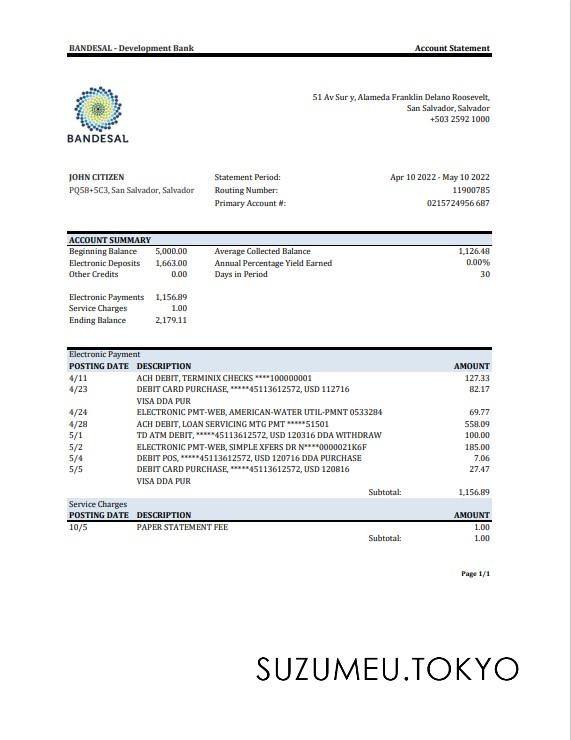 BANDESAL - Development Bank Account Statement
51 Av Sur y, Alameda Franklin Delano Roosevelt,
San Salvador, Salvador
+503 2592 1000
BANDESAL
JOHN CITIZEN Statement Period: Apr 10 2022 - May 10 2022
PQ58+5C3, San Salvador, Salvador Routing Number: 11900785
Primary Account #: 0215724956 687
ACCOUNT SUMMARY
Beginning Balance 5,000.00 Average Collected Balance 1,126.48
Electronic Deposits 1,663.00 Annual Percentage Yield Earned 0.00%
Other Credits 0.00 Days in Period 30
Electronic Payments 1,156.89
Service Charges 1.00
Ending Balance 2,179.11
Electronic Payment
POSTING DATE DESCRIPTION AMOUNT
4/11 ACH DEBIT, TERMINIX CHECKS ****100000001 127.33
4/23 DEBIT CARD PURCHASE, *****45113612572, USD 112716 82.17
VISA DDA PUR
4/24 ELECTRONIC PMT-WEB, AMERICAN-WATER UTIL-PMNT 0533284 69.77
4/28 ACH DEBIT, LOAN SERVICING MTG PMT *****51501 558.09
5/1 TD ATM DEBIT, *****45113612572, USD 120316 DDA WITHDRAW 100.00
5/2 ELECTRONIC PMT-WEB, SIMPLE XFERS DR N****0000021K6F 185.00
5/4 DEBIT POS, *****45113612572, USD 120716 DDA PURCHASE 7.06
5/5 DEBIT CARD PURCHASE, *****45113612572, USD 120816 27.47
VISA DDA PUR
Subtotal: 1,156.89
Service Charges
POSTING DATE DESCRIPTION AMOUNT
10/5 PAPER STATEMENT FEE 1.00
Subtotal: 1.00
Page 1/1
SUZUMEU.TOKYO